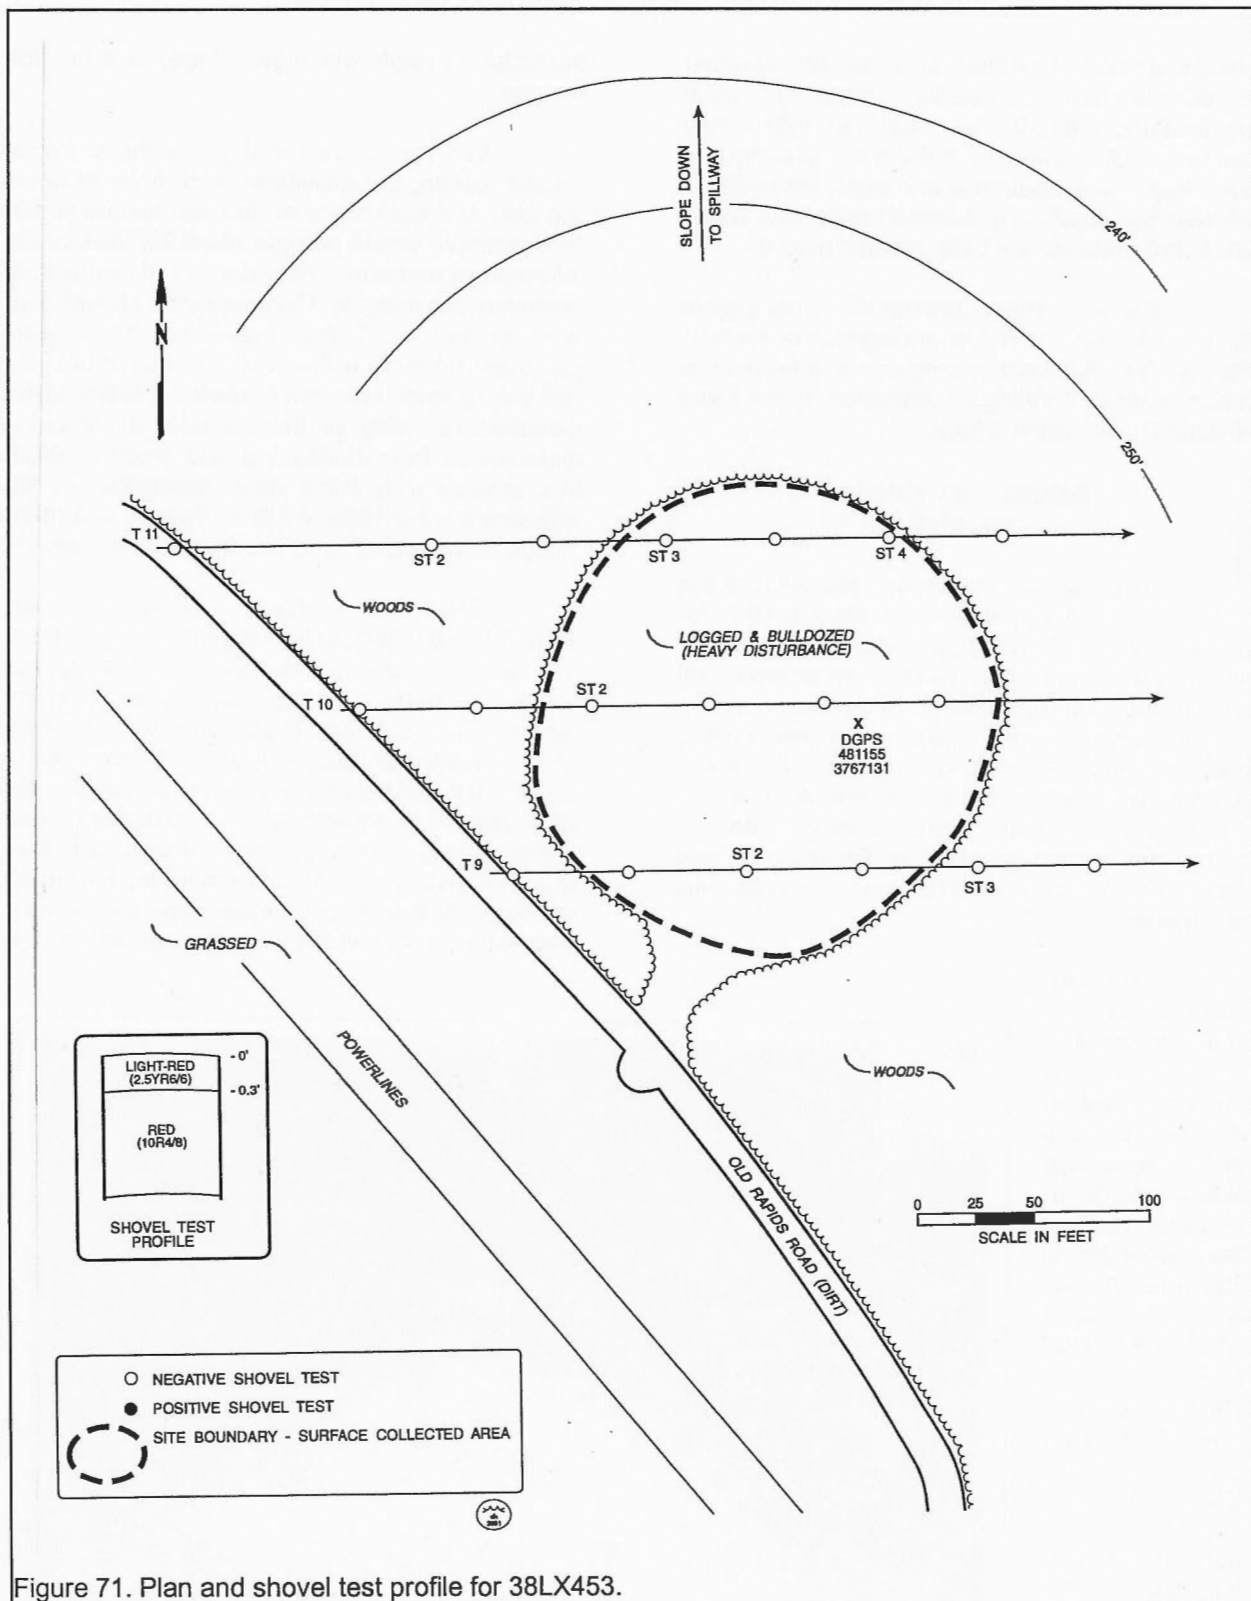 SLOPE DOWN
TO SPILLWAY
240'
250'
N
T 11
ST 2
ST 3
ST 4
WOODS
LOGGED & BULLDOZED
(HEAVY DISTURBANCE)
T 10
ST 2
X
DGPS
481155
3767131
T 9
ST 2
ST 3
GRASSED
POWERLINES
WOODS
OLD RAPIDS ROAD (DIRT)
LIGHT-RED
(2.5YR6/6)
- 0'
- 0.3'
RED
(10R4/8)
SHOVEL TEST
PROFILE
0 25 50 100
SCALE IN FEET
NEGATIVE SHOVEL TEST
POSITIVE SHOVEL TEST
SITE BOUNDARY - SURFACE COLLECTED AREA
2001
Figure 71. Plan and shovel test profile for 38LX453.